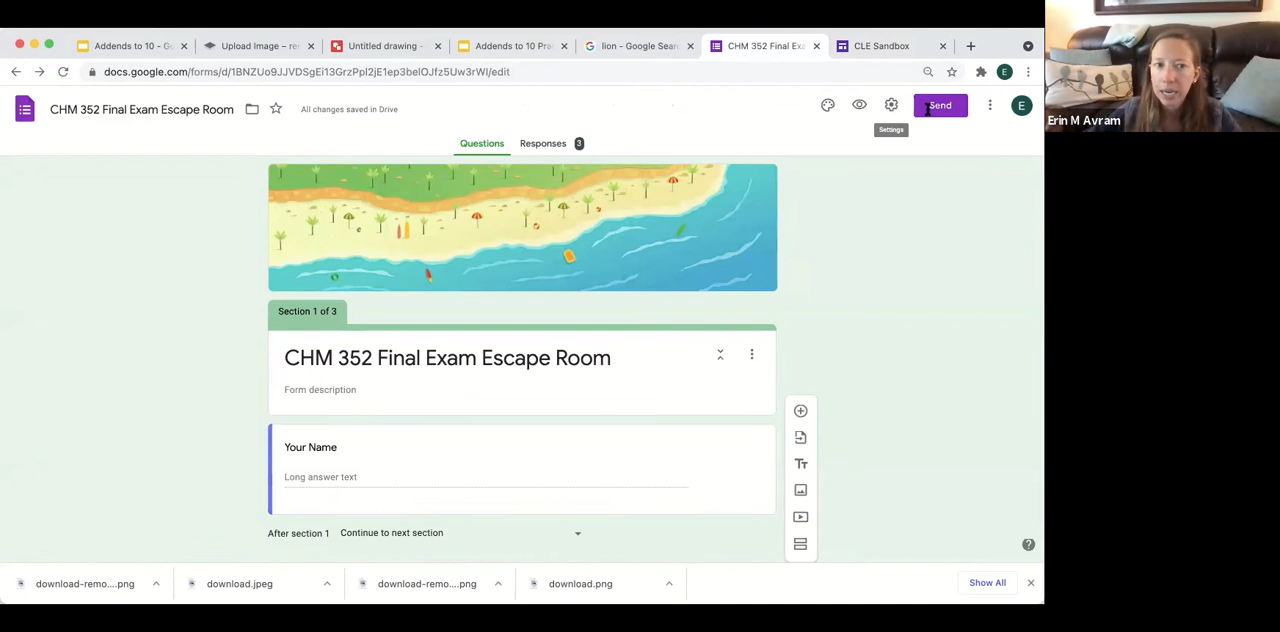 Addends to 10 - G
Upload Image – re
Untitled drawing -
Addends to 10 Pra
lion - Google Sear
CHM 352 Final Exa
CLE Sandbox
docs.google.com/forms/d/1BNZUo9JJVDSgEi13GrzPpI2jE1ep3belOJfz5Uw3rWI/edit
E
CHM 352 Final Exam Escape Room
All changes saved in Drive
Send
E
Settings
Questions
Responses 3
Section 1 of 3
CHM 352 Final Exam Escape Room
Form description
Your Name
Long answer text
After section 1 Continue to next section
download-remo....png
download.jpeg
download-remo....png
download.png
Show All
Erin M Avram